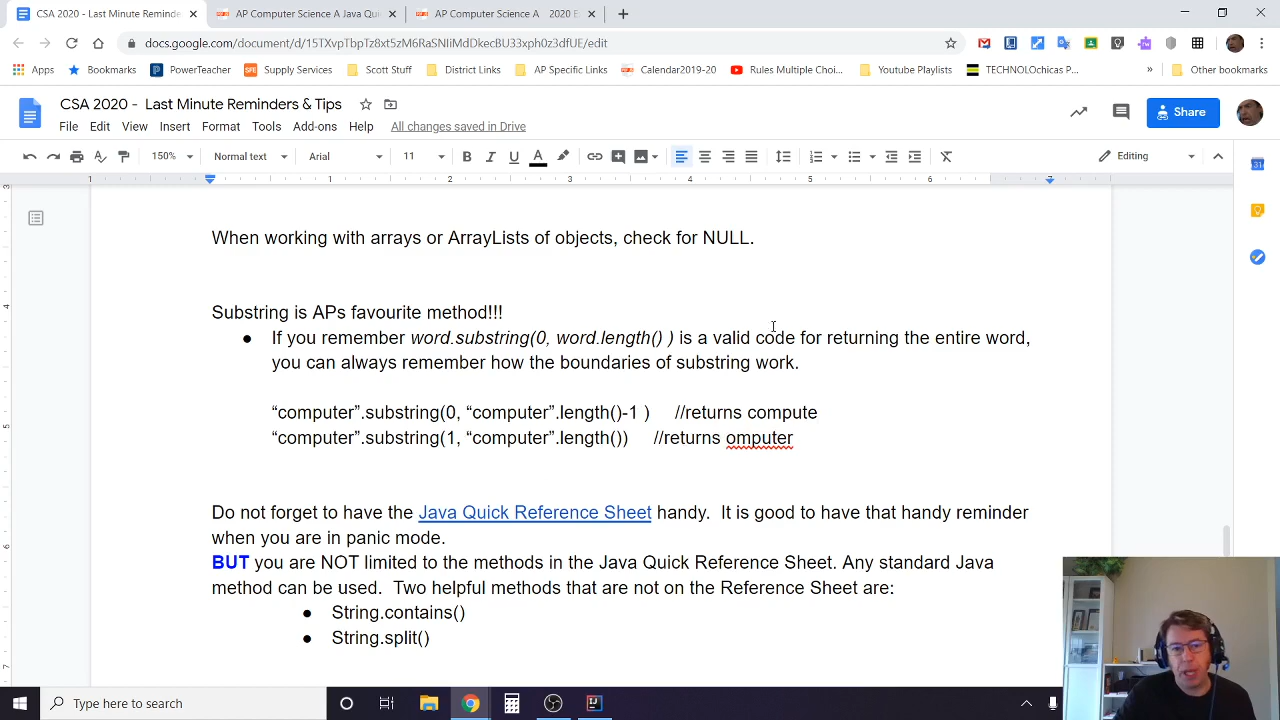 CSA 2020 - Last Minute Reminders
AP Computer Science A Java Qu
AP Computer Science A 2020 E
docs.google.com/document/d/
Apps
Bookmarks
PowerTeacher
Supply Services
Scott Stuff
District Links
Specific Links
Calendar2019-20
Rules Multiple Choi...
Youtube Playlists
TECHNOLOchicas P...
»
Other bookmarks
CSA 2020 - Last Minute Reminders & Tips
Share
File Edit View Insert Format Tools Add-ons Help All changes saved in Drive
150% Normal text Arial 11 B I U A Editing
1 1 2 3 4 5 6 7
When working with arrays or ArrayLists of objects, check for NULL.
Substring is APs favourite method!!!
● If you remember word.substring(0, word.length() ) is a valid code for returning the entire word,
you can always remember how the boundaries of substring work.
“computer”.substring(0, “computer”.length()-1 ) //returns compute
“computer”.substring(1, “computer”.length()) //returns omputer
Do not forget to have the Java Quick Reference Sheet handy. It is good to have that handy reminder
when you are in panic mode.
BUT you are NOT limited to the methods in the Java Quick Reference Sheet. Any standard Java
method can be used. Two helpful methods that are not on the Reference Sheet are:
● String.contains()
● String.split()
Type here to search